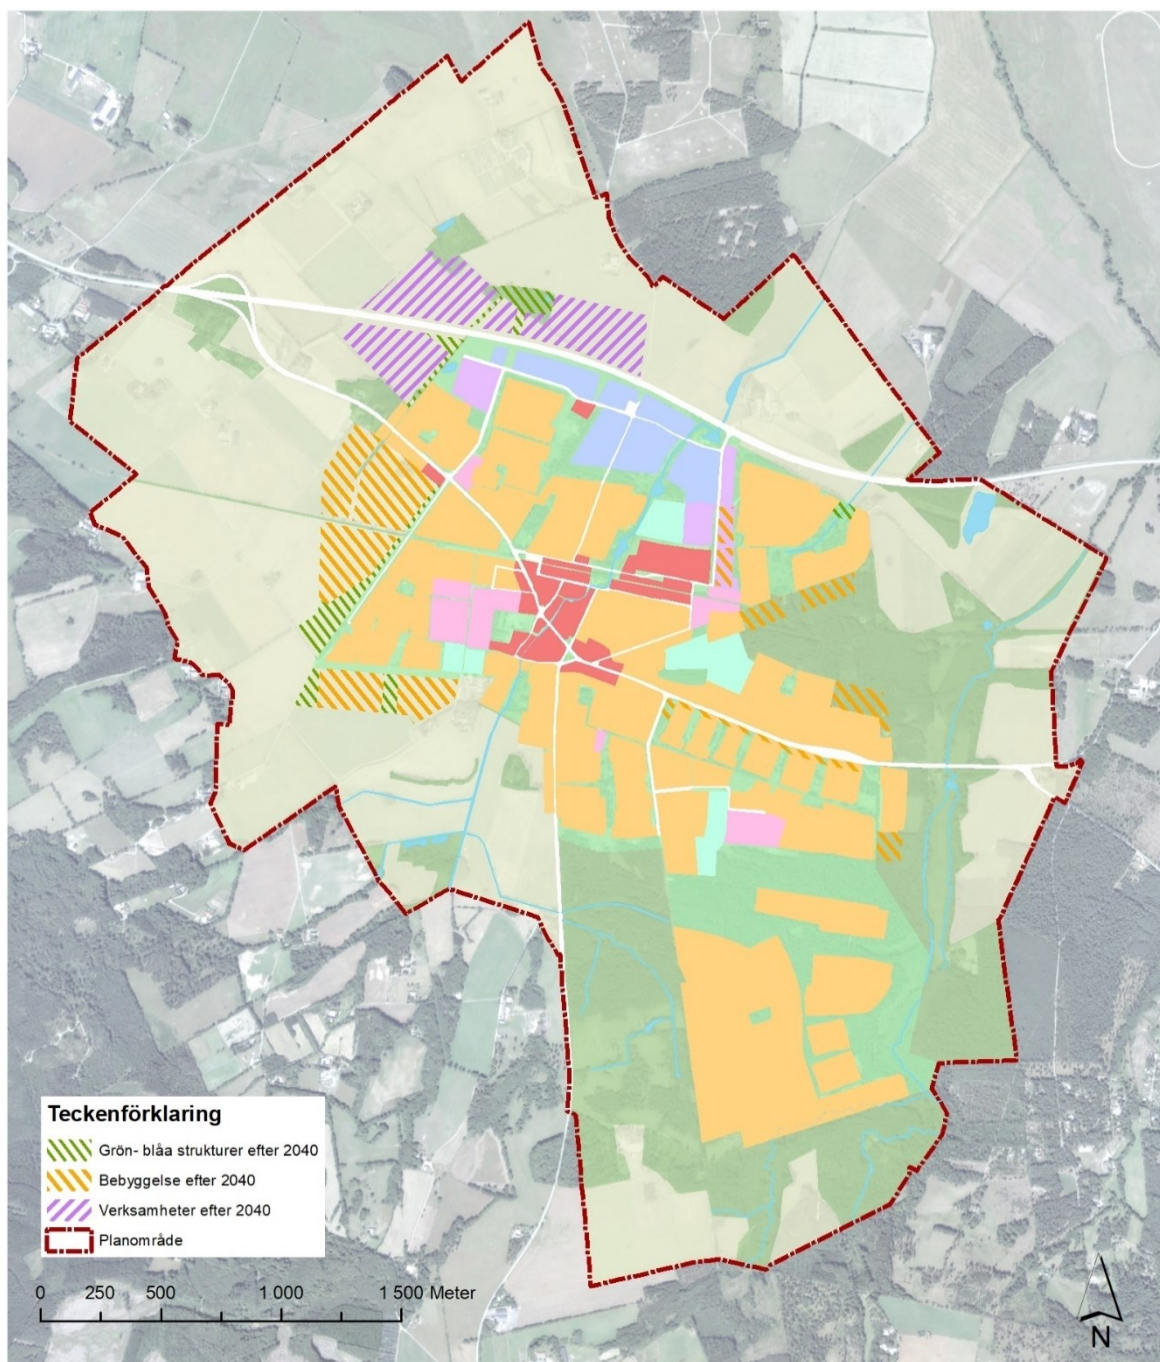 Teckenförklaring
Grön- blåa strukturer efter 2040
Bebyggelse efter 2040
Verksamheter efter 2040
Planområde
0 250 500 1 000 1 500 Meter
N